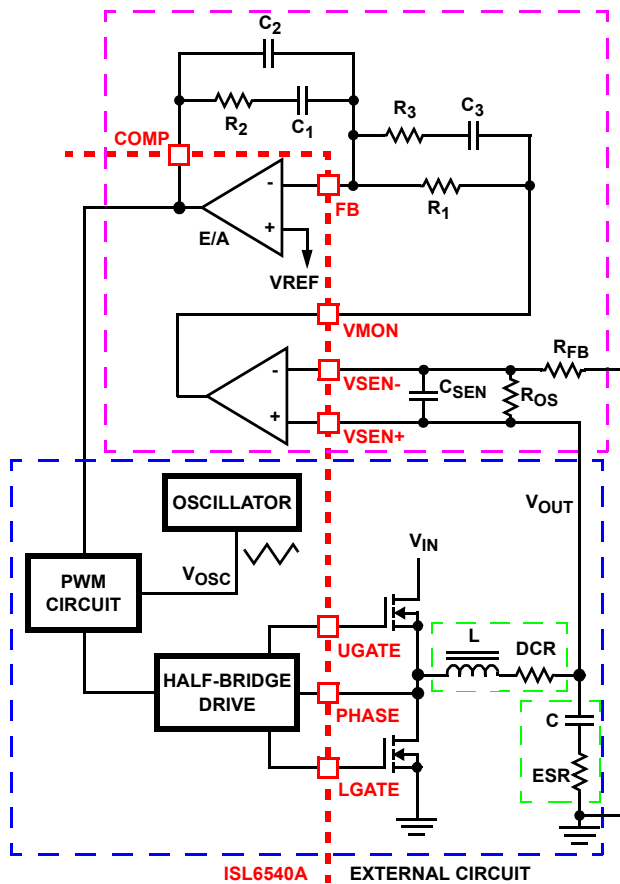 C2
R2
C1
R3
C3
COMP
R1
-
+
E/A
FB
VREF
VMON
-
+
VSEN-
VSEN+
CSEN
ROS
RFB
OSCILLATOR
VOSC
PWM
CIRCUIT
VIN
VOUT
HALF-BRIDGE
DRIVE
UGATE
PHASE
LGATE
L
DCR
C
ESR
ISL6540A
EXTERNAL CIRCUIT